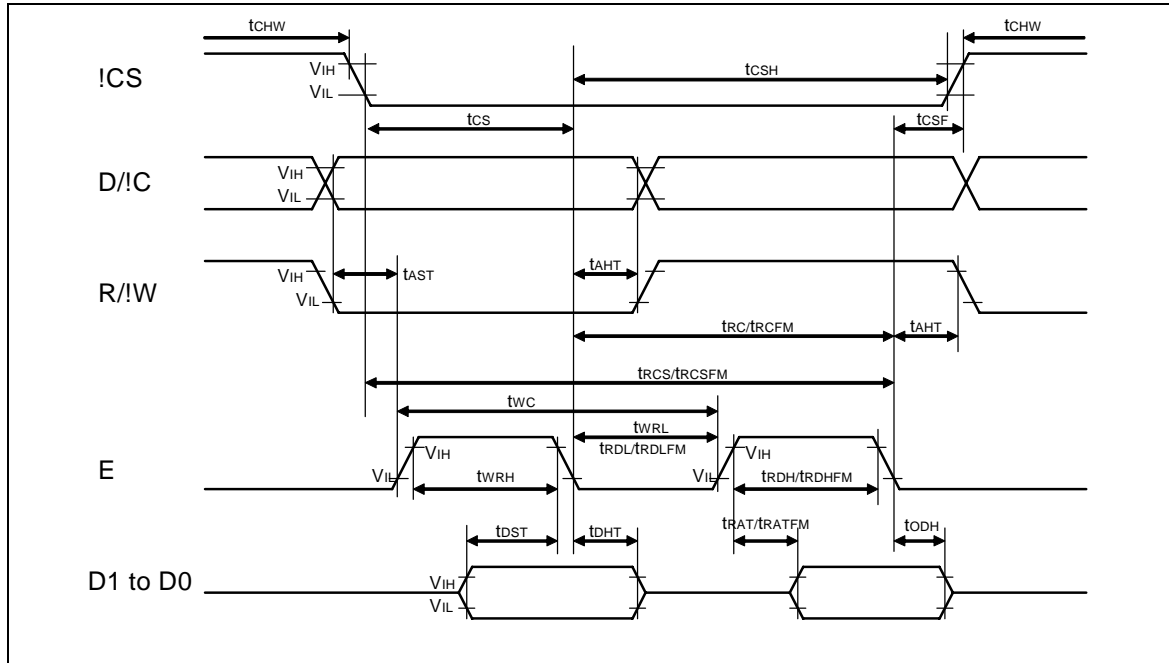 tCHW tCHW
!CS VIH VIL tCSH
tCS tCSF
D/!C VIH VIL
R/!W VIH VIL tAST tAHT
tRC/tRCFM tAHT
tRCS/tRCSFM
tWC
E VIL VIH tWRH tWRL tRDL/tRDLFM VIL VIH tRDH/tRDHFM
tDST tDHT tRAT/tRATFM tODH
D1 to D0 VIH VIL